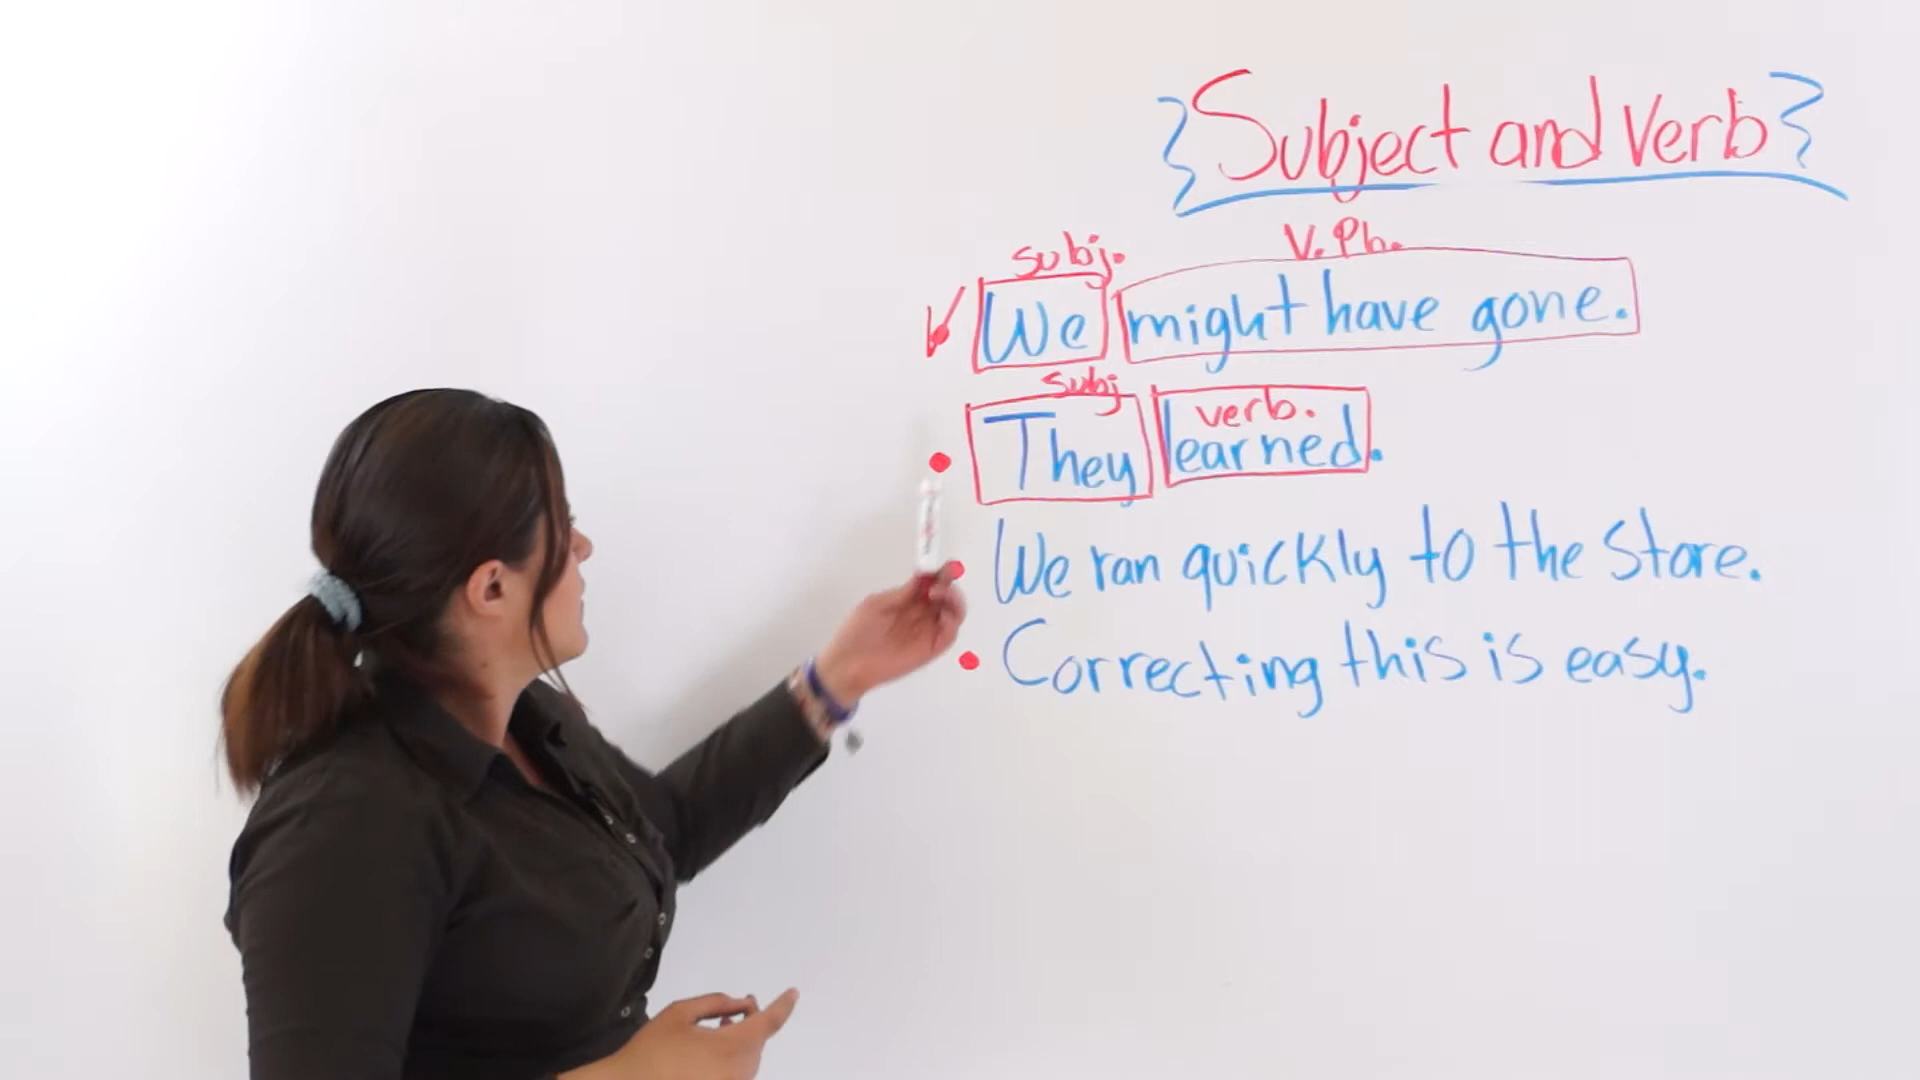 {Subject and Verb}
subj. V. Ph.
We might have gone.
subj verb.
They learned.
We ran quickly to the store.
Correcting this is easy.